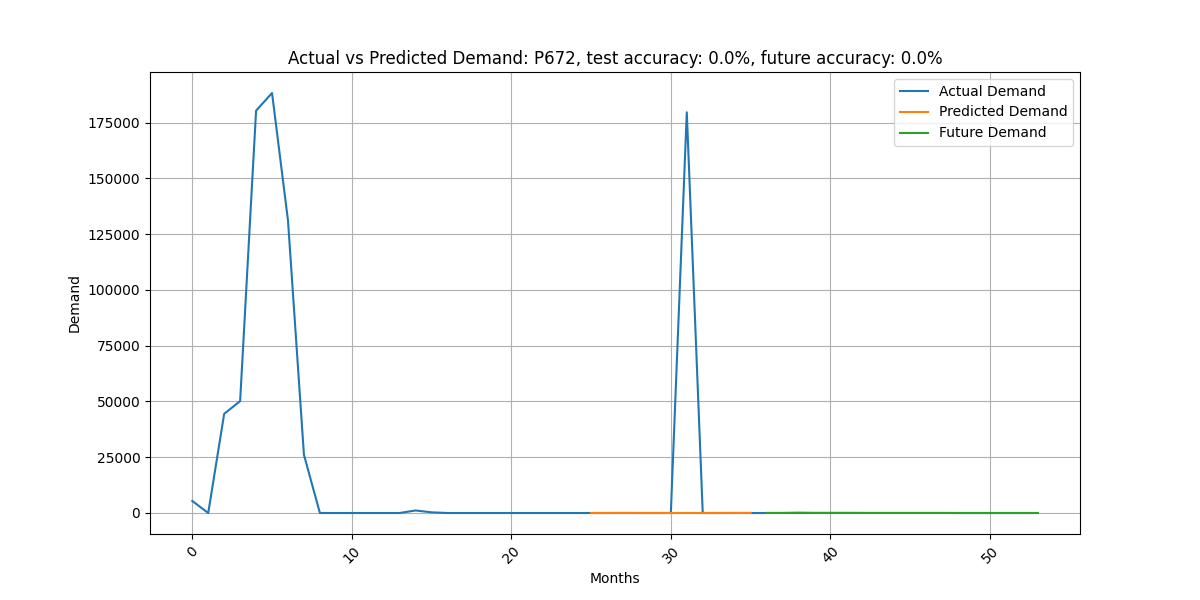 Actual vs Predicted Demand: P672, test accuracy: 0.0%, future accuracy: 0.0%
Actual Demand
Predicted Demand
Future Demand
175000
150000
125000
100000
75000
50000
25000
0
Demand
0
10
20
30
40
50
Months